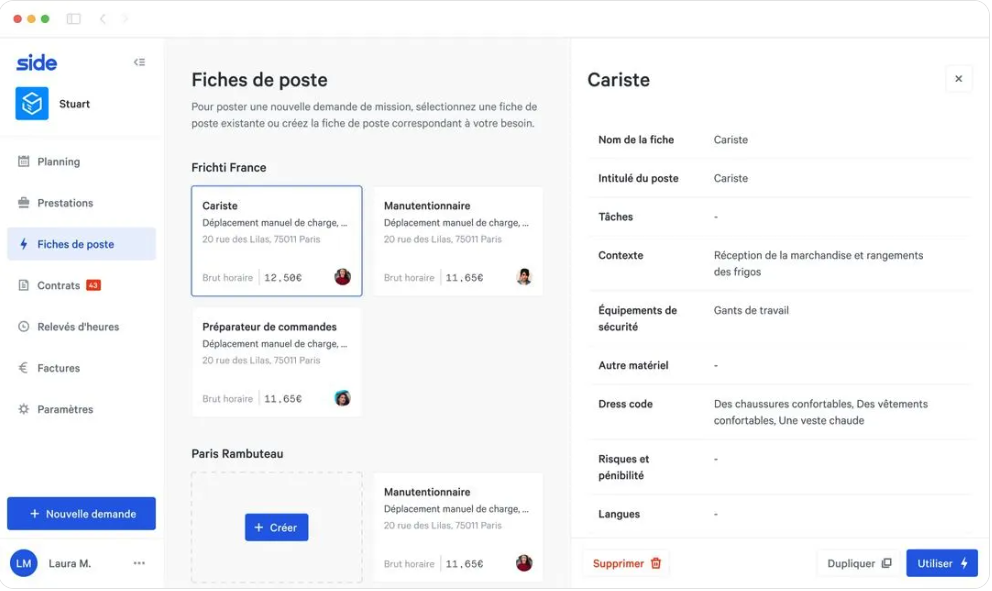 side
Stuart
Planning
Prestations
Fiches de poste
Contrats 43
Relevés d'heures
Factures
Paramètres
+ Nouvelle demande
LM Laura M.
Fiches de poste
Pour poster une nouvelle demande de mission, sélectionnez une fiche de
poste existante ou créez la fiche de poste correspondant à votre besoin.
Frichti France
Cariste
Déplacement manuel de charge, ...
20 rue des Lilas, 75011 Paris
Brut horaire 12,50€
Manutentionnaire
Déplacement manuel de charge, ...
20 rue des Lilas, 75011 Paris
Brut horaire 11,65€
Préparateur de commandes
Déplacement manuel de charge, ...
20 rue des Lilas, 75011 Paris
Brut horaire 11,65€
Paris Rambuteau
+ Créer
Manutentionnaire
Déplacement manuel de charge, ...
20 rue des Lilas, 75011 Paris
Brut horaire 11,65€
Cariste
Nom de la fiche Cariste
Intitulé du poste Cariste
Tâches -
Contexte Réception de la marchandise et rangements
des frigos
Équipements de Gants de travail
sécurité
Autre matériel -
Dress code Des chaussures confortables, Des vêtements
confortables, Une veste chaude
Risques et -
pénibilité
Langues -
Supprimer Dupliquer Utiliser